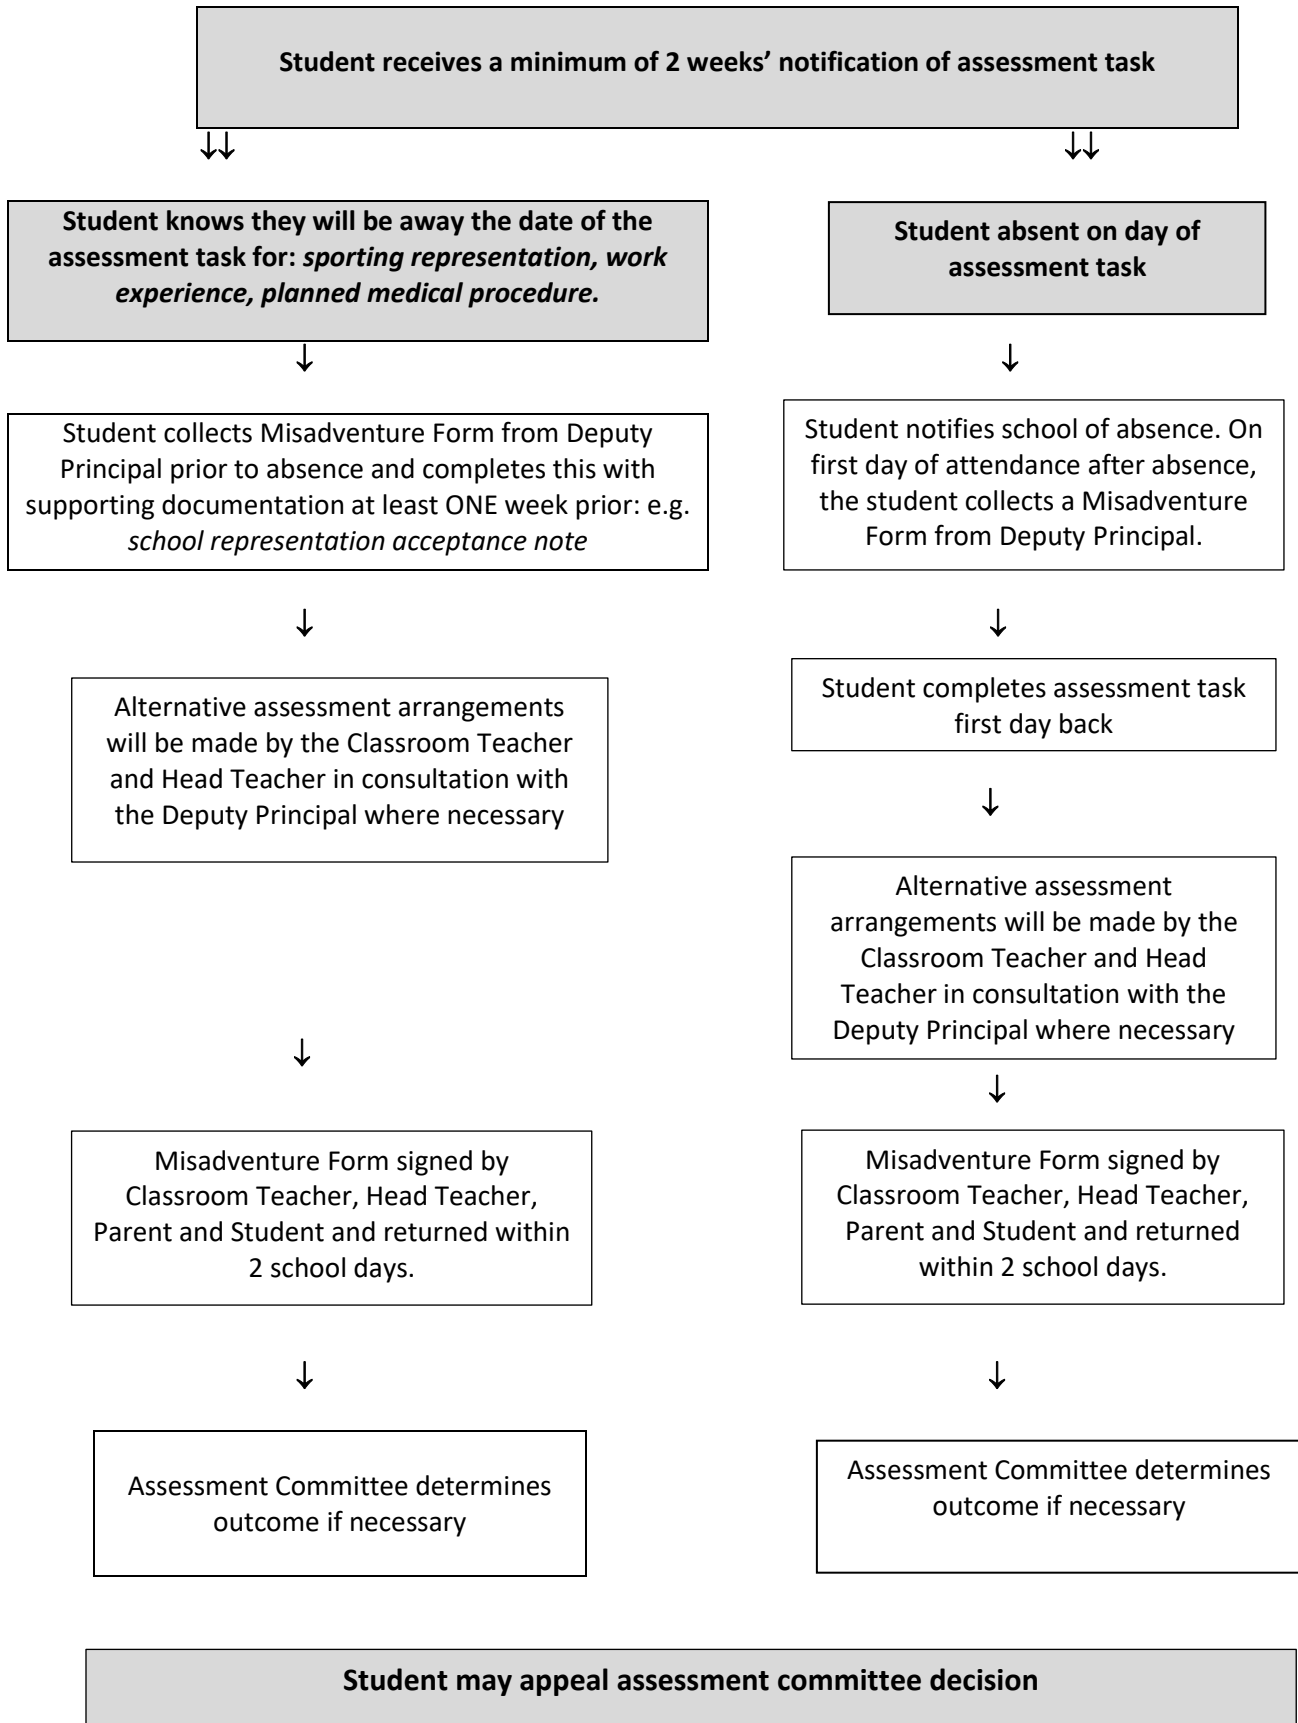 Student receives a minimum of 2 weeks’ notification of assessment task
↓↓
↓↓
Student knows they will be away the date of the
assessment task for: sporting representation, work
experience, planned medical procedure.
↓
Student collects Misadventure Form from Deputy
Principal prior to absence and completes this with
supporting documentation at least ONE week prior: e.g.
school representation acceptance note
↓
Alternative assessment arrangements
will be made by the Classroom Teacher
and Head Teacher in consultation with
the Deputy Principal where necessary
↓
Misadventure Form signed by
Classroom Teacher, Head Teacher,
Parent and Student and returned within
2 school days.
↓
Assessment Committee determines
outcome if necessary
Student absent on day of
assessment task
↓
Student notifies school of absence. On
first day of attendance after absence,
the student collects a Misadventure
Form from Deputy Principal.
↓
Student completes assessment task
first day back
↓
Alternative assessment
arrangements will be made by the
Classroom Teacher and Head
Teacher in consultation with the
Deputy Principal where necessary
↓
Misadventure Form signed by
Classroom Teacher, Head Teacher,
Parent and Student and returned
within 2 school days.
↓
Assessment Committee determines
outcome if necessary
Student may appeal assessment committee decision